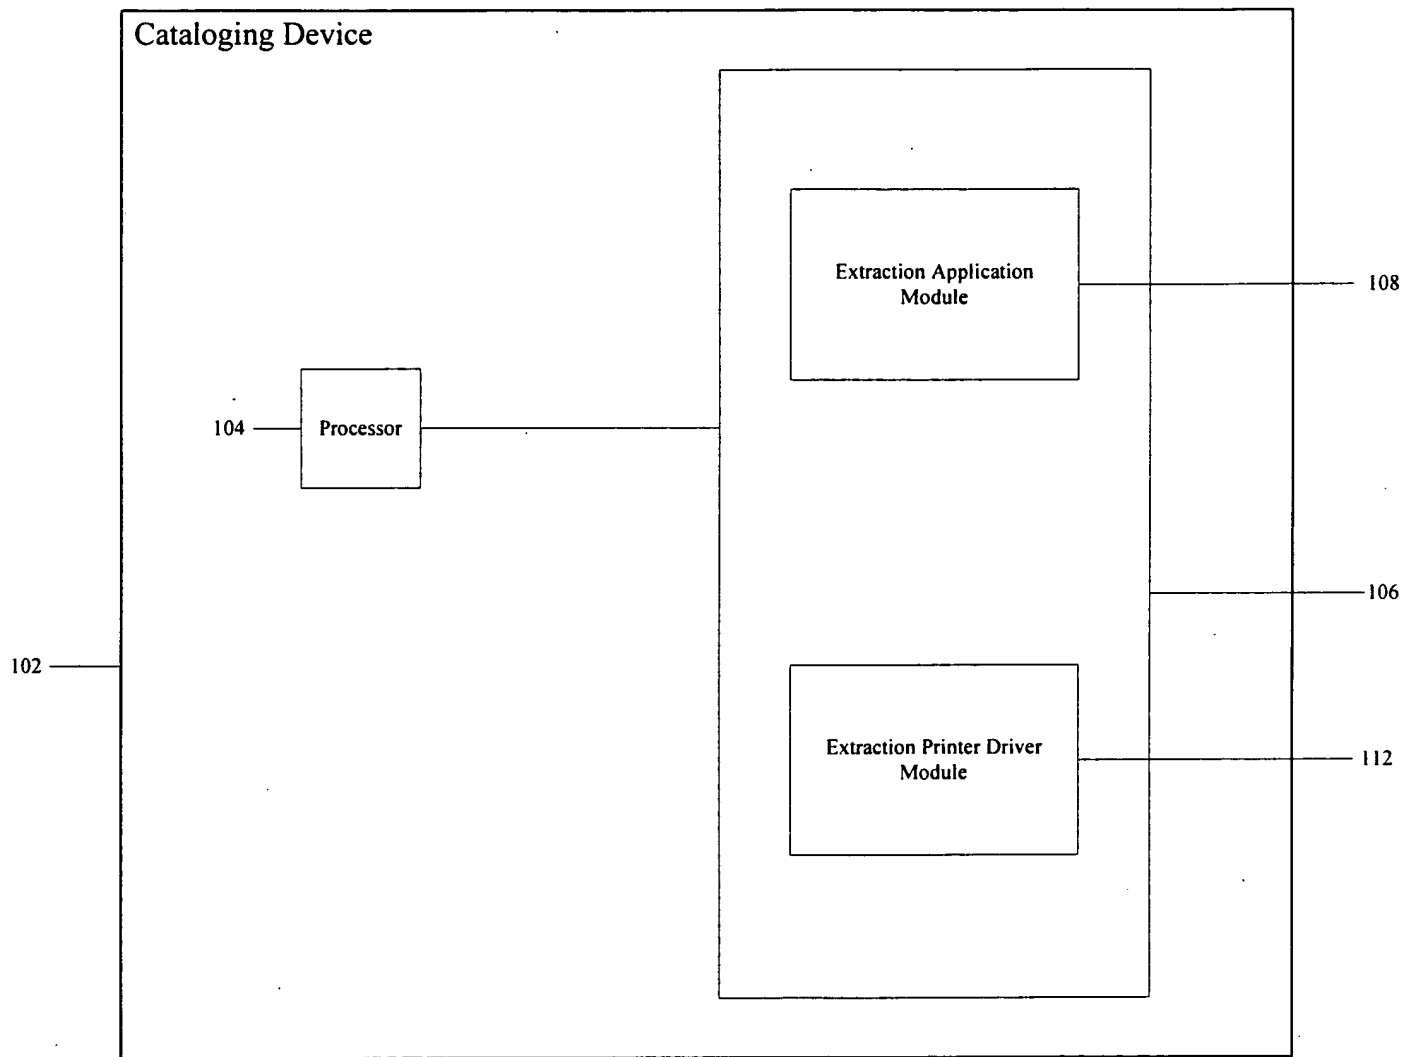 Cataloging Device
Extraction Application
Module
108
104
Processor
106
102
Extraction Printer Driver
Module
112